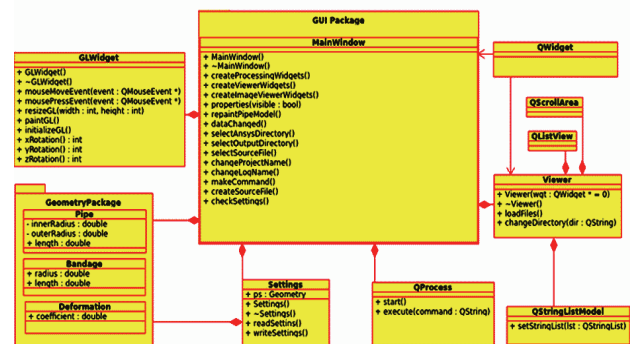 GUI Package
MainWindow
+ MainWindow()
+ ~MainWindow()
+ createProcessingWidgets()
+ createViewerWidgets()
+ createImageViewerWidgets()
+ properties(visible : bool)
+ repaintPipeModel()
+ dataChanged()
+ selectAnsysDirectory()
+ selectOutputDirectory()
+ selectSourceFile()
+ changeProjectName()
+ changeLogName()
+ makeCommand()
+ createSourceFile()
+ checkSettings()
GLWidget
+ GLWidget()
+ ~GLWidget()
+ mouseMoveEvent(event : QMouseEvent *)
+ mousePressEvent(event : QMouseEvent *)
+ resizeGL(width : int, height : int)
+ paintGL()
+ initializeGL()
+ xRotation() : int
+ yRotation() : int
+ zRotation() : int
QWidget
QScrollArea
QListView
Viewer
+ Viewer(wgt : QWidget * = 0)
+ ~Viewer()
+ loadFiles()
+ changeDirectory(dir : QString)
GeometryPackage
Pipe
- innerRadius : double
- outerRadius : double
+ length : double
Bandage
+ radius : double
+ length : double
Deformation
+ coefficient : double
Settings
+ ps : Geometry
+ Settings()
+ ~Settings()
+ readSettins()
+ writeSettings()
QProcess
+ start()
+ execute(command : QString)
QStringListModel
+ setStringList(lst : QStringList)